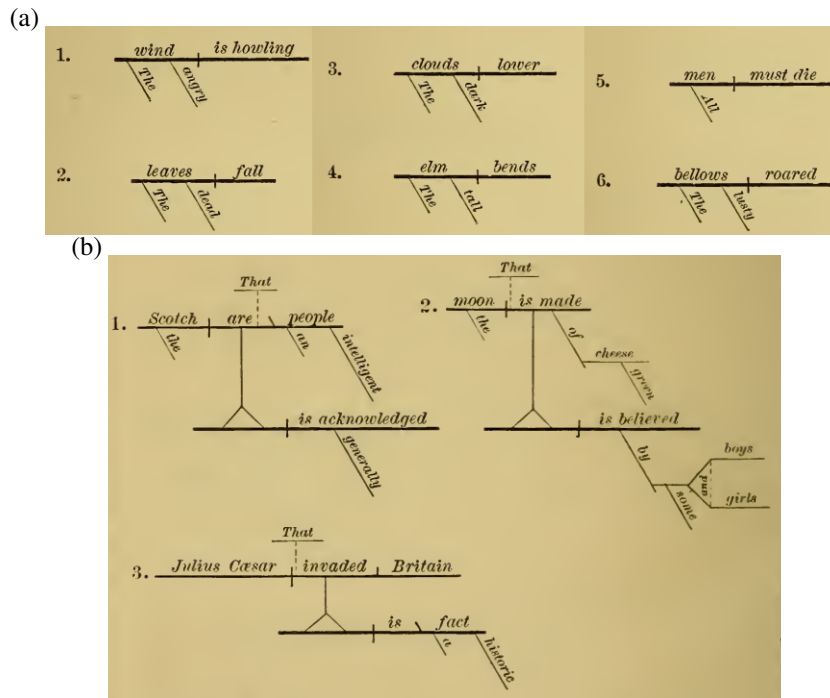 (a)
1. wind is howling
The angry
2. leaves fall
The dead
3. clouds lower
The dark
4. elm bends
The tall
5. men must die
All
6. bellows roared
The lusty
(b)
That
1. Scotch are people
the an intelligent
is acknowledged
generally
That
2. moon is made
the of cheese green
is believed
by some boys and girls
That
3. Julius Cæsar invaded Britain
is fact
a historic